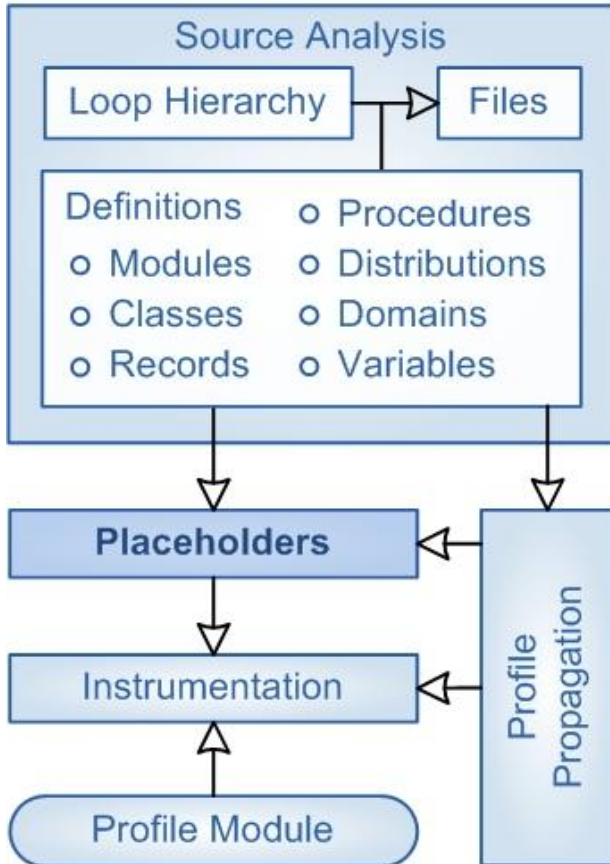 Source Analysis
Loop Hierarchy
Files
Definitions
Modules
Classes
Records
Procedures
Distributions
Domains
Variables
Placeholders
Instrumentation
Profile Module
Profile
Propagation